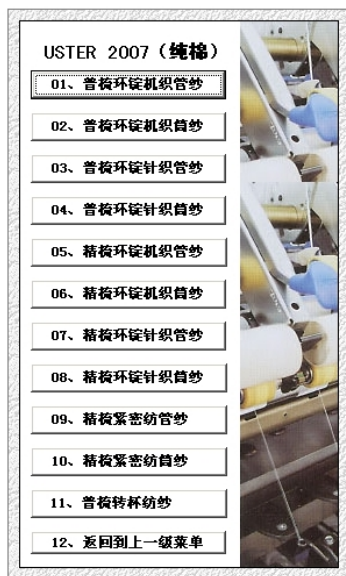 USTER 2007（纯棉）
01、普梳环锭机织管纱
02、普梳环锭机织筒纱
03、普梳环锭针织管纱
04、普梳环锭针织筒纱
05、精梳环锭机织管纱
06、精梳环锭机织筒纱
07、精梳环锭针织管纱
08、精梳环锭针织筒纱
09、精梳紧密纺管纱
10、精梳紧密纺筒纱
11、普梳转杯纺纱
12、返回到上一级菜单